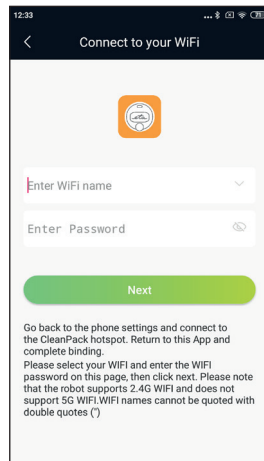 12:33
Connect to your WiFi
Enter WiFi name
Enter Password
Next
Go back to the phone settings and connect to
the CleanPack hotspot. Return to this App and
complete binding.
Please select your WIFI and enter the WIFI
password on this page, then click next. Please note
that the robot supports 2.4G WIFI and does not
support 5G WIFI.WIFI names cannot be quoted with
double quotes (")